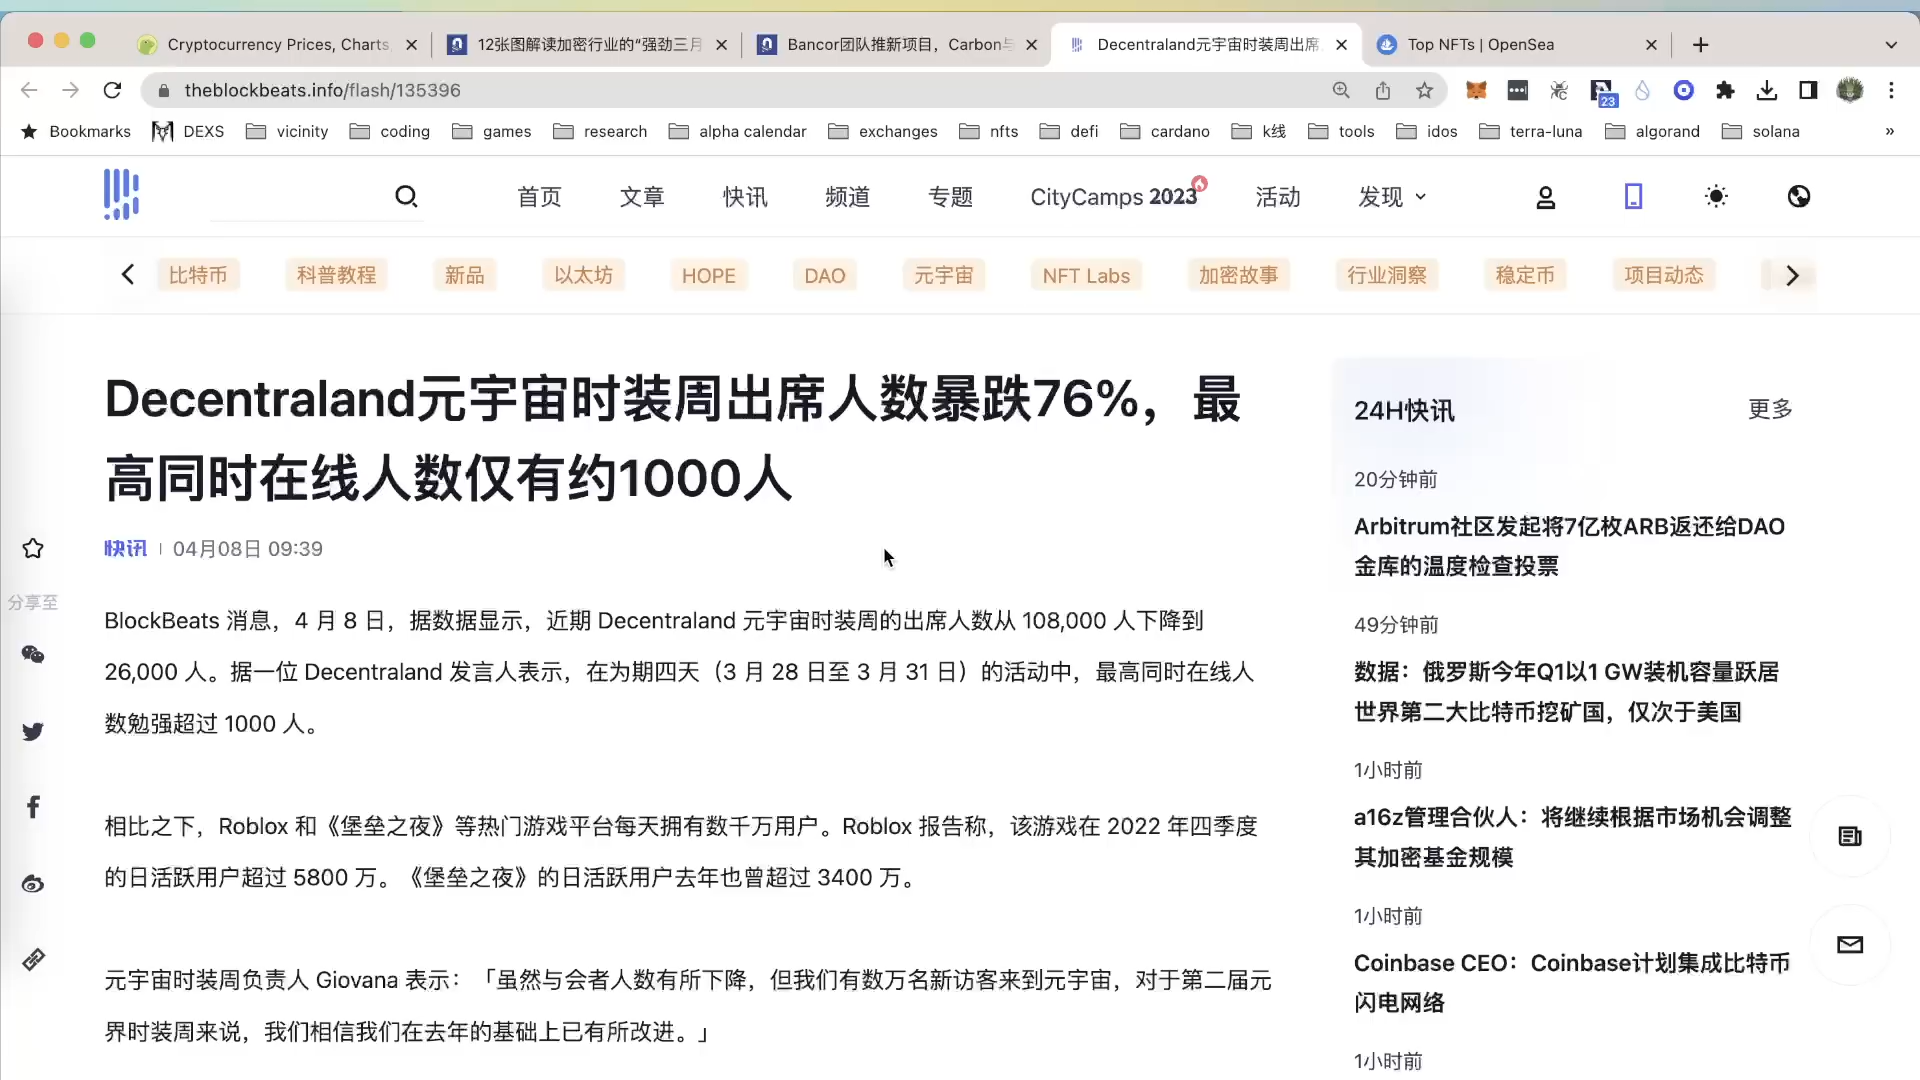 Cryptocurrency Prices, Charts
12张图解读加密行业的“强劲三月
Bancor团队推新项目，Carbon与
Decentraland元宇宙时装周出席
Top NFTs | OpenSea
theblockbeats.info/flash/135396
23
Bookmarks
DEXS
vicinity
coding
games
research
alpha calendar
exchanges
nfts
defi
cardano
k线
tools
idos
terra-luna
algorand
solana
»
首页
文章
快讯
频道
专题
CityCamps 2023
活动
发现
比特币
科普教程
新品
以太坊
HOPE
DAO
元宇宙
NFT Labs
加密故事
行业洞察
稳定币
项目动态
Decentraland元宇宙时装周出席人数暴跌76%，最
高同时在线人数仅有约1000人
快讯 | 04月08日 09:39
分享至
BlockBeats 消息，4 月 8 日，据数据显示，近期 Decentraland 元宇宙时装周的出席人数从 108,000 人下降到
26,000 人。据一位 Decentraland 发言人表示，在为期四天（3 月 28 日至 3 月 31 日）的活动中，最高同时在线人
数勉强超过 1000 人。
相比之下，Roblox 和《堡垒之夜》等热门游戏平台每天拥有数千万用户。Roblox 报告称，该游戏在 2022 年四季度
的日活跃用户超过 5800 万。《堡垒之夜》的日活跃用户去年也曾超过 3400 万。
元宇宙时装周负责人 Giovana 表示：「虽然与会者人数有所下降，但我们有数万名新访客来到元宇宙，对于第二届元
界时装周来说，我们相信我们在去年的基础上已有所改进。」
24H快讯
更多
20分钟前
Arbitrum社区发起将7亿枚ARB返还给DAO
金库的温度检查投票
49分钟前
数据：俄罗斯今年Q1以1 GW装机容量跃居
世界第二大比特币挖矿国，仅次于美国
1小时前
a16z管理合伙人：将继续根据市场机会调整
其加密基金规模
1小时前
Coinbase CEO：Coinbase计划集成比特币
闪电网络
1小时前